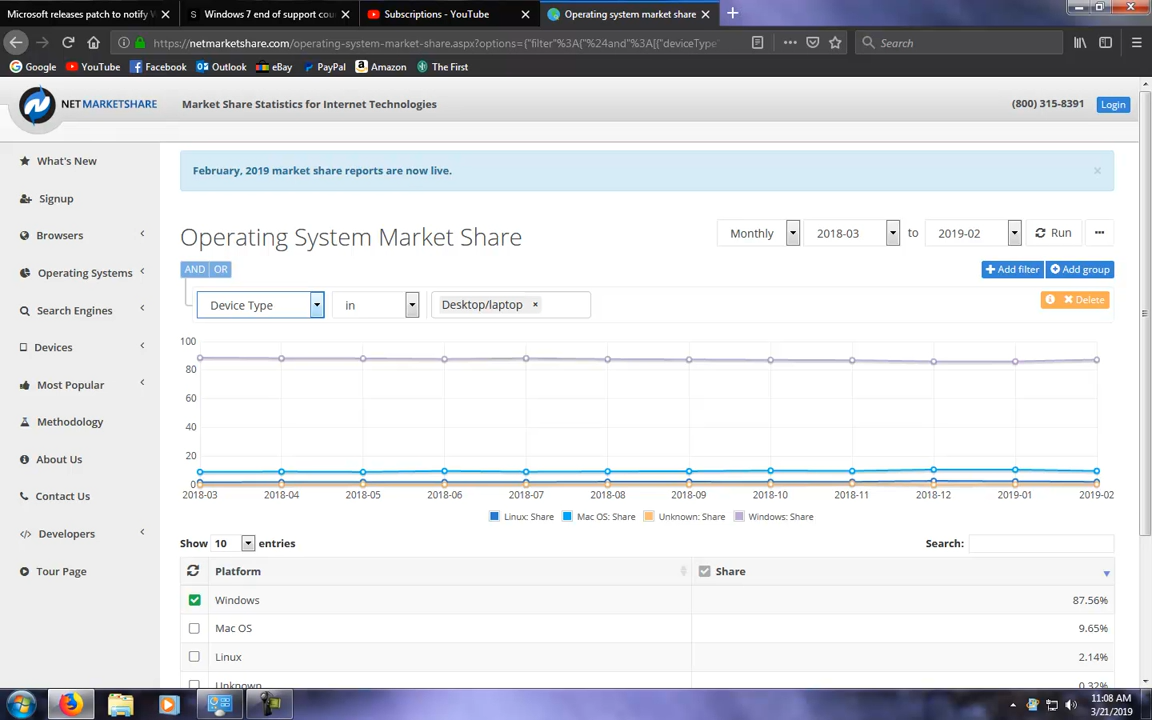 Microsoft releases patch to notify W
Windows 7 end of support cou
Subscriptions - YouTube
Operating system market share
https://netmarketshare.com/operating-system-market-share.aspx?options={"filter"%3A{"%24and"%3A[{"deviceType"
Search
Google
YouTube
Facebook
Outlook
eBay
PayPal
Amazon
The First
NETMARKETSHARE
Market Share Statistics for Internet Technologies
(800) 315-8391
Login
What's New
Signup
Browsers
Operating Systems
Search Engines
Devices
Most Popular
Methodology
About Us
Contact Us
Developers
Tour Page
February, 2019 market share reports are now live.
Operating System Market Share
Monthly
2018-03
to
2019-02
Run
AND OR
Add filter
Add group
Device Type
in
Desktop/laptop
Delete
100
80
60
40
20
0
2018-03 2018-04 2018-05 2018-06 2018-07 2018-08 2018-09 2018-10 2018-11 2018-12 2019-01 2019-02
Linux: Share Mac OS: Share Unknown: Share Windows: Share
Show 10 entries
Search:
Platform Share
Windows 87.56%
Mac OS 9.65%
Linux 2.14%
Unknown 0.32%
11:08 AM
3/21/2019